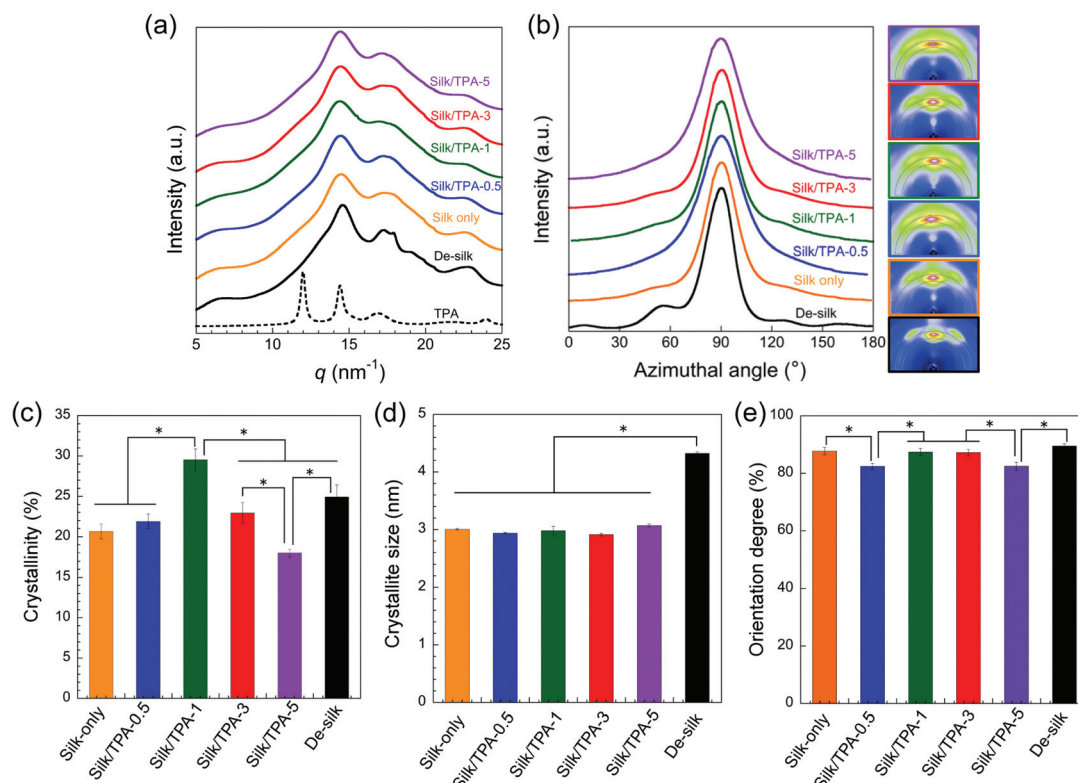 (a)
Intensity (a.u.)
Silk/TPA-5
Silk/TPA-3
Silk/TPA-1
Silk/TPA-0.5
Silk only
De-silk
TPA
5 10 15 20 25
q (nm⁻¹)
(b)
Intensity (a.u.)
Silk/TPA-5
Silk/TPA-3
Silk/TPA-1
Silk/TPA-0.5
Silk only
De-silk
0 30 60 90 120 150 180
Azimuthal angle (°)
(c)
Crystallinity (%)
35
30
25
20
15
10
5
0
* * * *
Silk-only Silk/TPA-0.5 Silk/TPA-1 Silk/TPA-3 Silk/TPA-5 De-silk
(d)
Crystallite size (nm)
5
4
3
2
1
0
*
Silk-only Silk/TPA-0.5 Silk/TPA-1 Silk/TPA-3 Silk/TPA-5 De-silk
(e)
Orientation degree (%)
100
80
60
40
20
0
* * * *
Silk-only Silk/TPA-0.5 Silk/TPA-1 Silk/TPA-3 Silk/TPA-5 De-silk